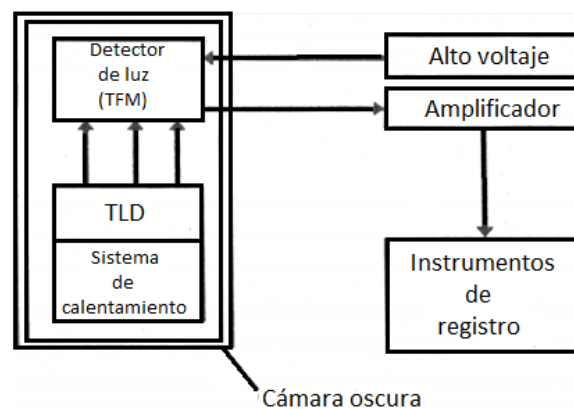 Detector
de luz
(TFM)
Alto voltaje
Amplificador
TLD
Sistema
de
calentamiento
Instrumentos
de
registro
Cámara oscura